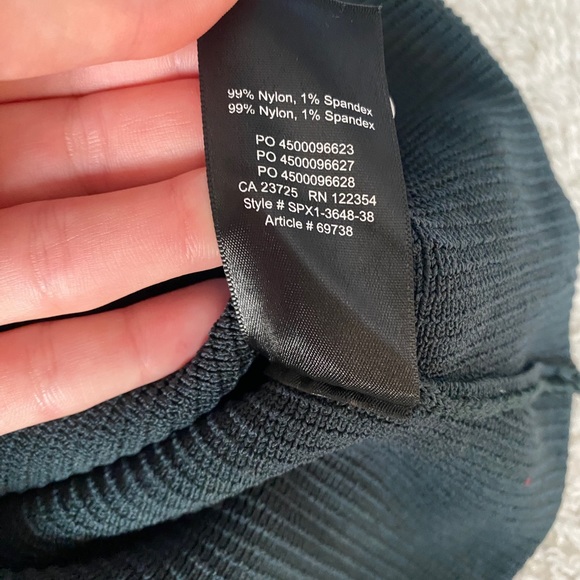 99% Nylon, 1% Spandex
99% Nylon, 1% Spandex
PO 4500096623
PO 4500096627
PO 4500096628
CA 23725 RN 122354
Style # SPX1-3648-38
Article # 69738